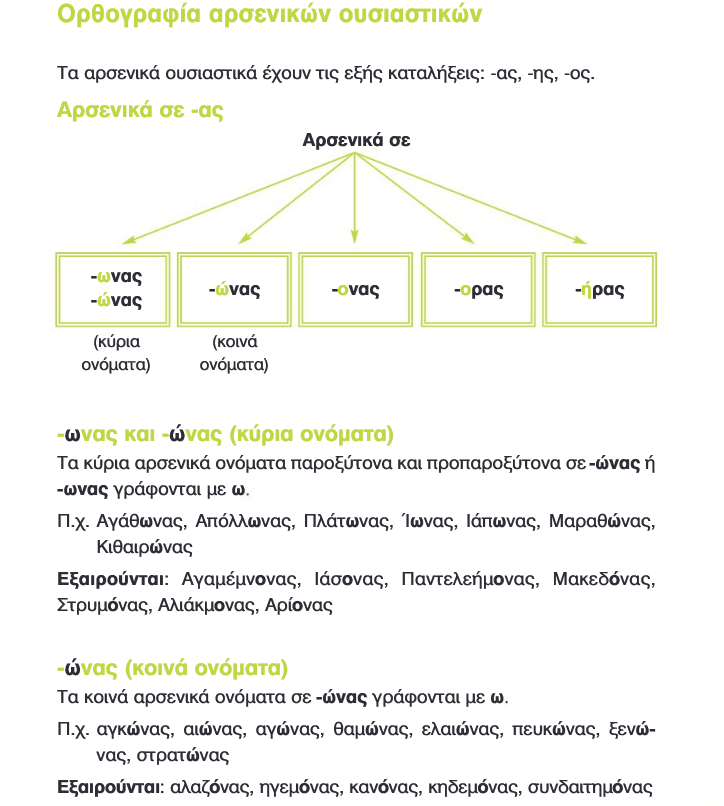 Ορθογραφία αρσενικών ουσιαστικών
Τα αρσενικά ουσιαστικά έχουν τις εξής καταλήξεις: -ας, -ης, -ος.
Αρσενικά σε -ας
Αρσενικά σε
-ωνας
-ώνας
(κύρια
ονόματα)
-ώνας
(κοινά
ονόματα)
-ονας
-ορας
-ήρας
-ωνας και -ώνας (κύρια ονόματα)
Τα κύρια αρσενικά ονόματα παροξύτονα και προπαροξύτονα σε -ώνας ή
-ωνας γράφονται με ω.
Π.χ. Αγάθωνας, Απόλλωνας, Πλάτωνας, Ίωνας, Ιάπωνας, Μαραθώνας,
Κιθαιρώνας
Εξαιρούνται: Αγαμέμνονας, Ιάσονας, Παντελεήμονας, Μακεδόνας,
Στρυμόνας, Αλιάκμονας, Αρίονας
-ώνας (κοινά ονόματα)
Τα κοινά αρσενικά ονόματα σε -ώνας γράφονται με ω.
Π.χ. αγκώνας, αιώνας, αγώνας, θαμώνας, ελαιώνας, πευκώνας, ξενώ-
νας, στρατώνας
Εξαιρούνται: αλαζόνας, ηγεμόνας, κανόνας, κηδεμόνας, συνδαιτημόνας